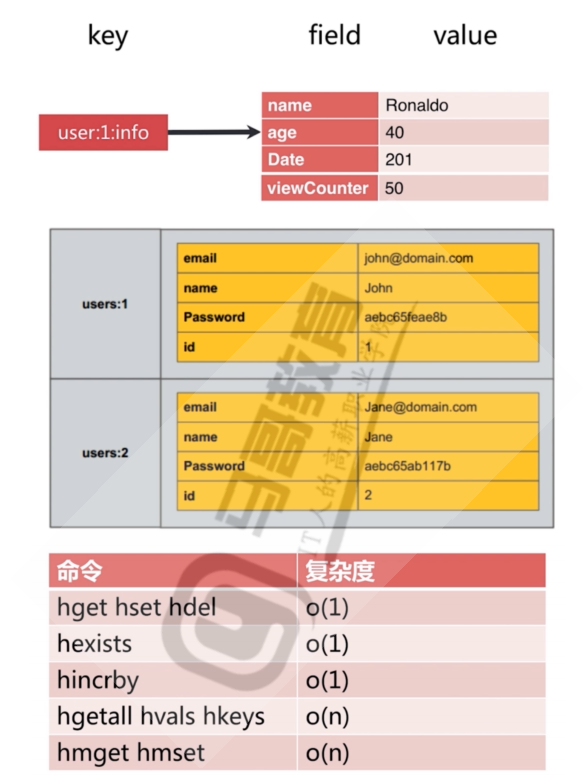 key field value
name Ronaldo
user:1:info age 40
Date 201
viewCounter 50
users:1
email john@domain.com
name John
Password aebc65feae8b
id 1
users:2
email Jane@domain.com
name Jane
Password aebc65ab117b
id 2
马哥教育
IT人的高薪职业学院
命令 复杂度
hget hset hdel o(1)
hexists o(1)
hincrby o(1)
hgetall hvals hkeys o(n)
hmget hmset o(n)